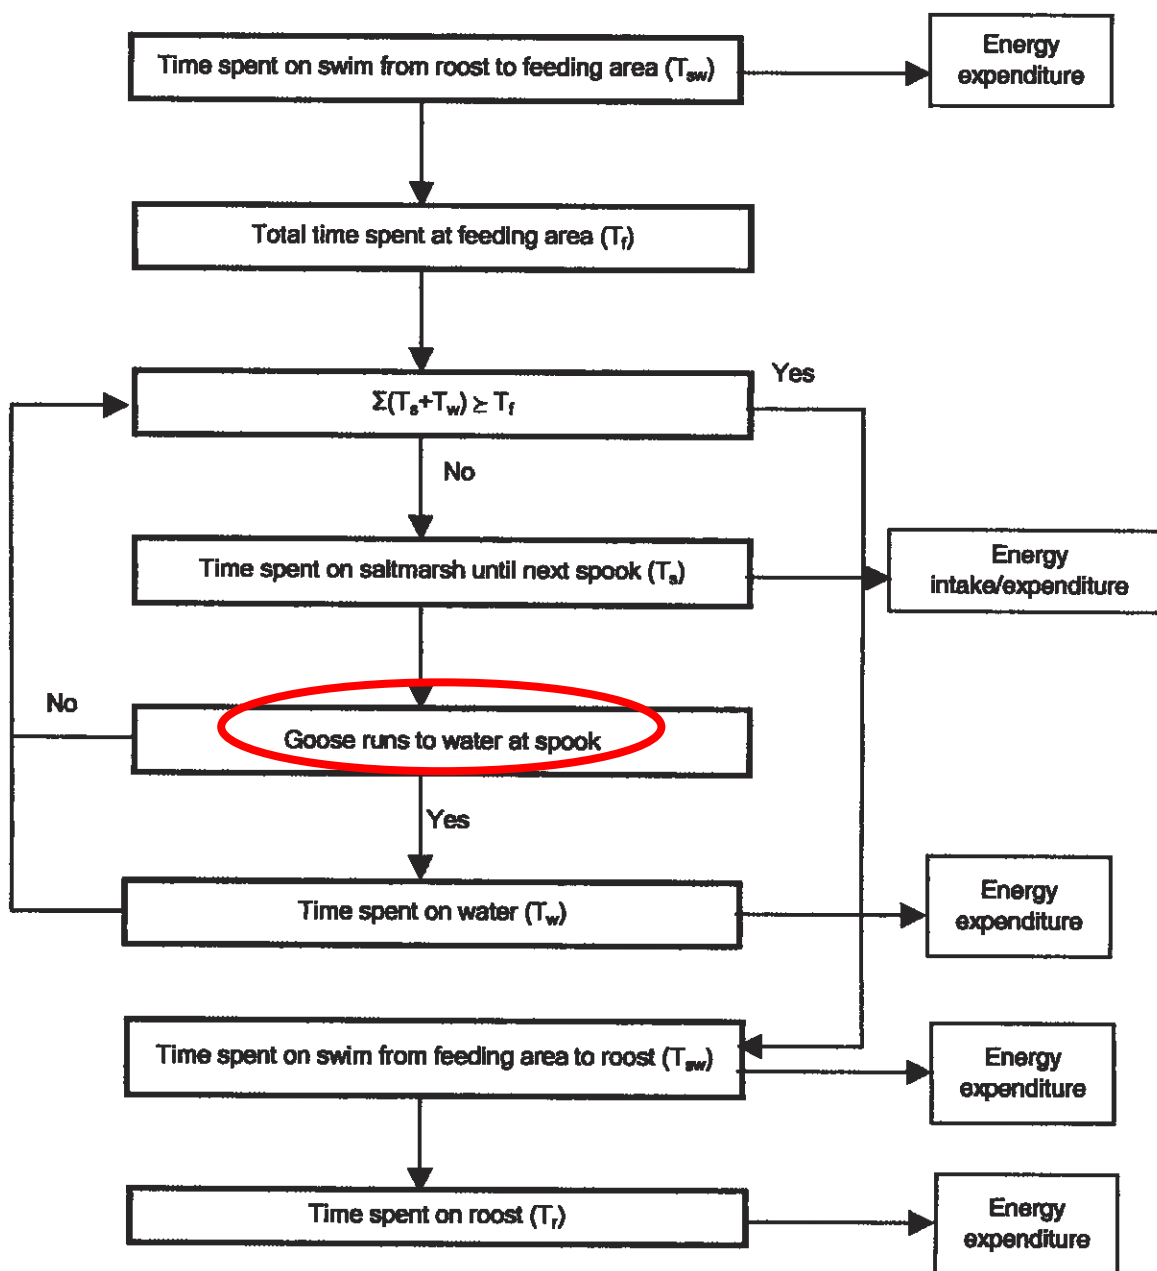 Time spent on swim from roost to feeding area (Tsw)
Energy
expenditure
Total time spent at feeding area (Tf)
Σ(Ts+Tw) ≥ Tf
Yes
No
Time spent on saltmarsh until next spook (Ts)
Energy
intake/expenditure
No
Goose runs to water at spook
Yes
Time spent on water (Tw)
Energy
expenditure
Time spent on swim from feeding area to roost (Tsw)
Energy
expenditure
Time spent on roost (Tr)
Energy
expenditure